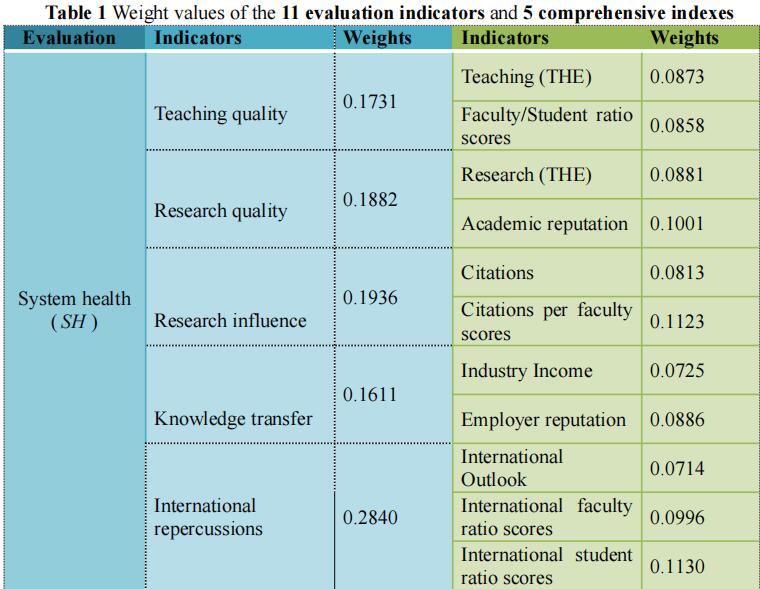 Table 1 Weight values of the 11 evaluation indicators and 5 comprehensive indexes
Evaluation Indicators Weights Indicators Weights
System health
( SH )
Teaching quality
0.1731
Teaching (THE)
0.0873
Faculty/Student ratio
scores
0.0858
Research quality
0.1882
Research (THE)
0.0881
Academic reputation
0.1001
Research influence
0.1936
Citations
0.0813
Citations per faculty
scores
0.1123
Knowledge transfer
0.1611
Industry Income
0.0725
Employer reputation
0.0886
International
repercussions
0.2840
International
Outlook
0.0714
International faculty
ratio scores
0.0996
International student
ratio scores
0.1130